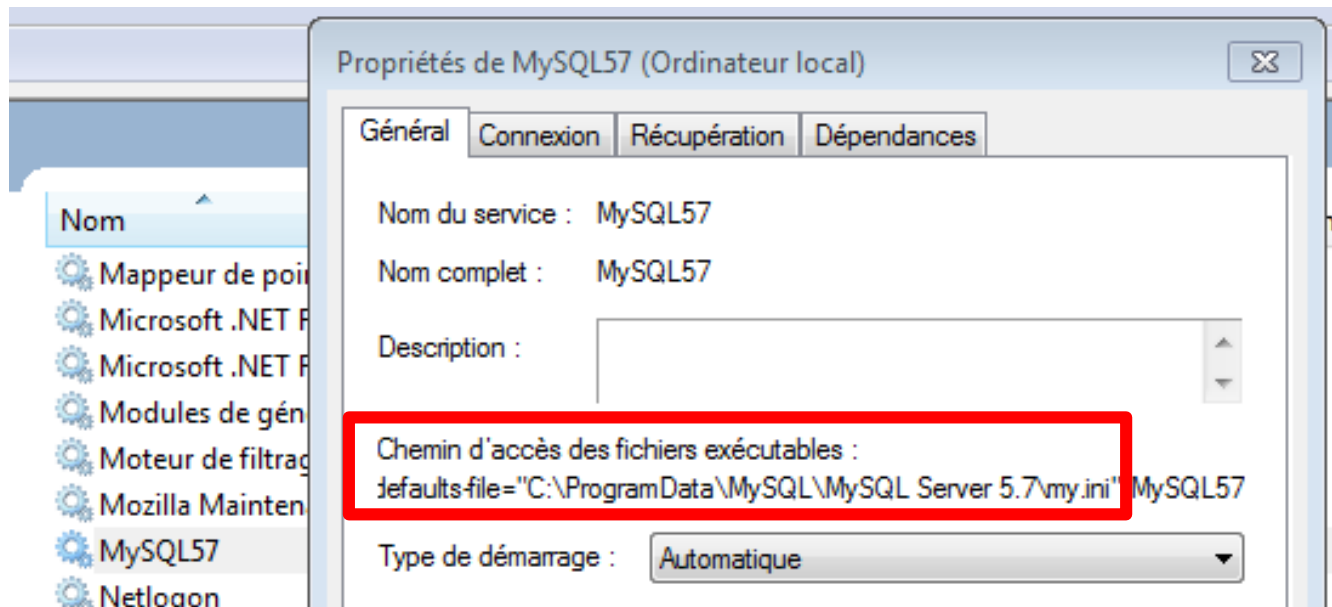 Propriétés de MySQL57 (Ordinateur local)
Général Connexion Récupération Dépendances
Nom
Mappeur de poi
Microsoft .NET F
Microsoft .NET F
Modules de gén
Moteur de filtrag
Mozilla Mainten
MySQL57
Netlogon
Nom du service : MySQL57
Nom complet : MySQL57
Description :
Chemin d'accès des fichiers exécutables :
defaults-file="C:\ProgramData\MySQL\MySQL Server 5.7\my.ini" MySQL57
Type de démarrage : Automatique